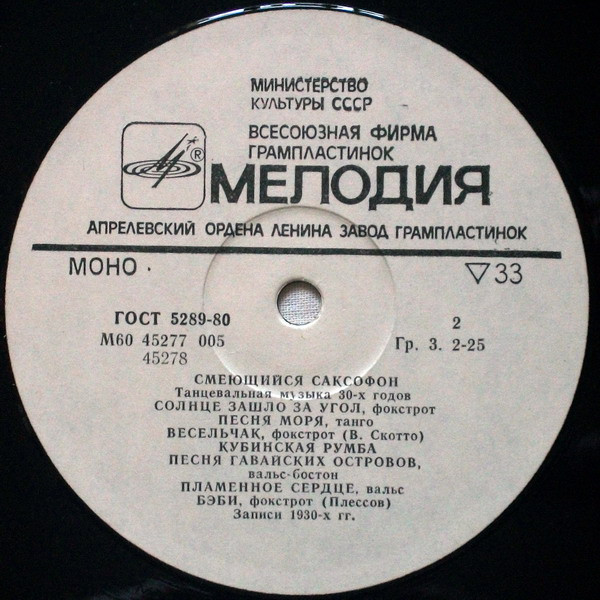 МИНИСТЕРСТВО
КУЛЬТУРЫ СССР
ВСЕСОЮЗНАЯ ФИРМА
ГРАМПЛАСТИНОК
®
МЕЛОДИЯ
АПРЕЛЕВСКИЙ ОРДЕНА ЛЕНИНА ЗАВОД ГРАМПЛАСТИНОК
МОНО
▽33
ГОСТ 5289-80
М60 45277 005
45278
2
Гр. 3. 2-25
СМЕЮЩИЙСЯ САКСОФОН
Танцевальная музыка 30-х годов
СОЛНЦЕ ЗАШЛО ЗА УГОЛ, фокстрот
ПЕСНЯ МОРЯ, танго
ВЕСЕЛЬЧАК, фокстрот (В. Скотто)
КУБИНСКАЯ РУМБА
ПЕСНЯ ГАВАЙСКИХ ОСТРОВОВ,
вальс-бостон
ПЛАМЕННОЕ СЕРДЦЕ, вальс
БЭБИ, фокстрот (Плессов)
Записи 1930-х гг.